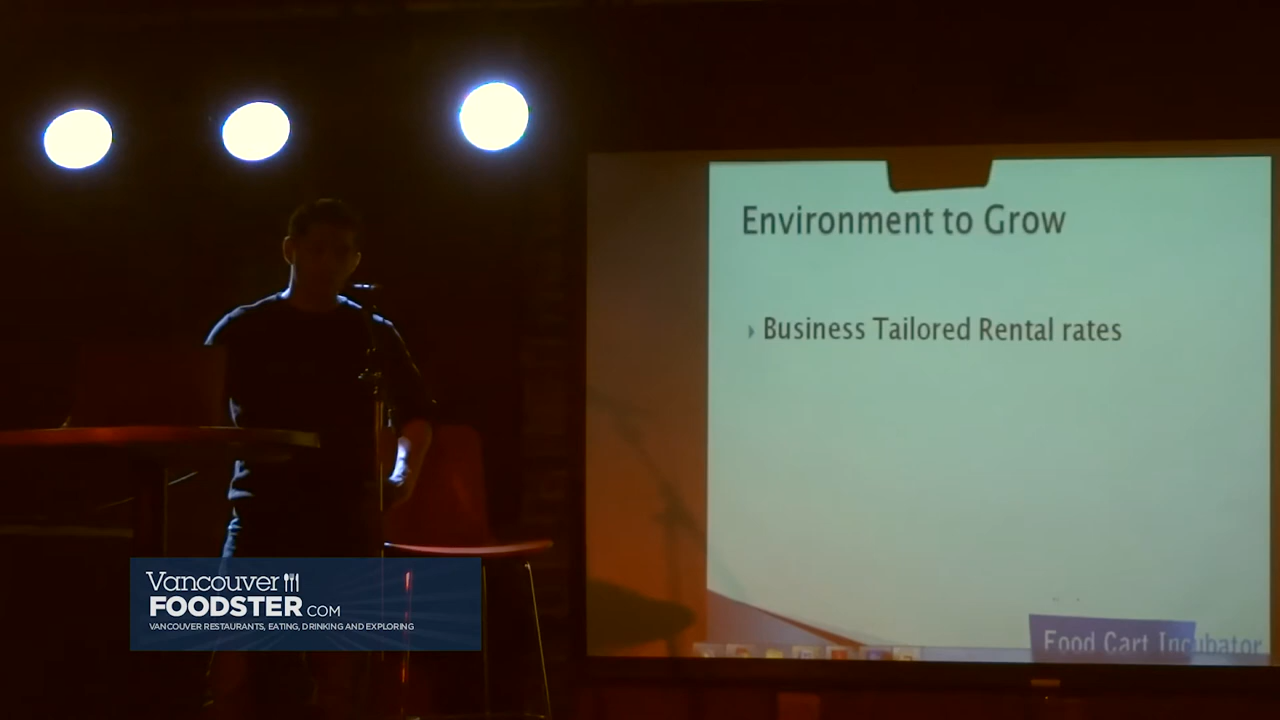 Environment to Grow
Business Tailored Rental rates
Food Cart Incubator
Vancouver
FOODSTER.COM
VANCOUVER RESTAURANTS, EATING, DRINKING AND EXPLORING